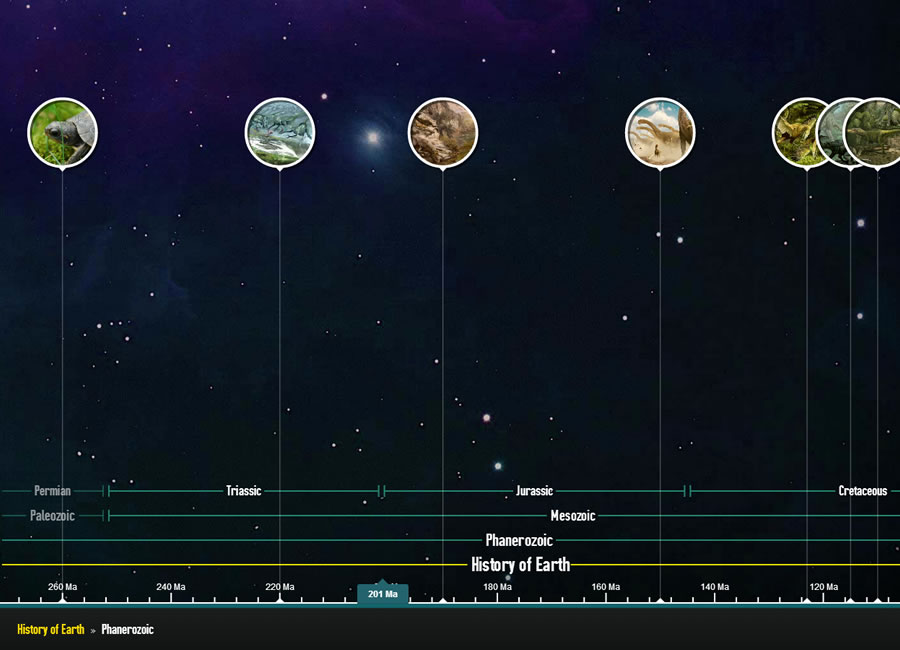 Permian Triassic Jurassic Cretaceous
Paleozoic Mesozoic
Phanerozoic
History of Earth
260 Ma 240 Ma 220 Ma 180 Ma 160 Ma 140 Ma 120 Ma
201 Ma
History of Earth » Phanerozoic